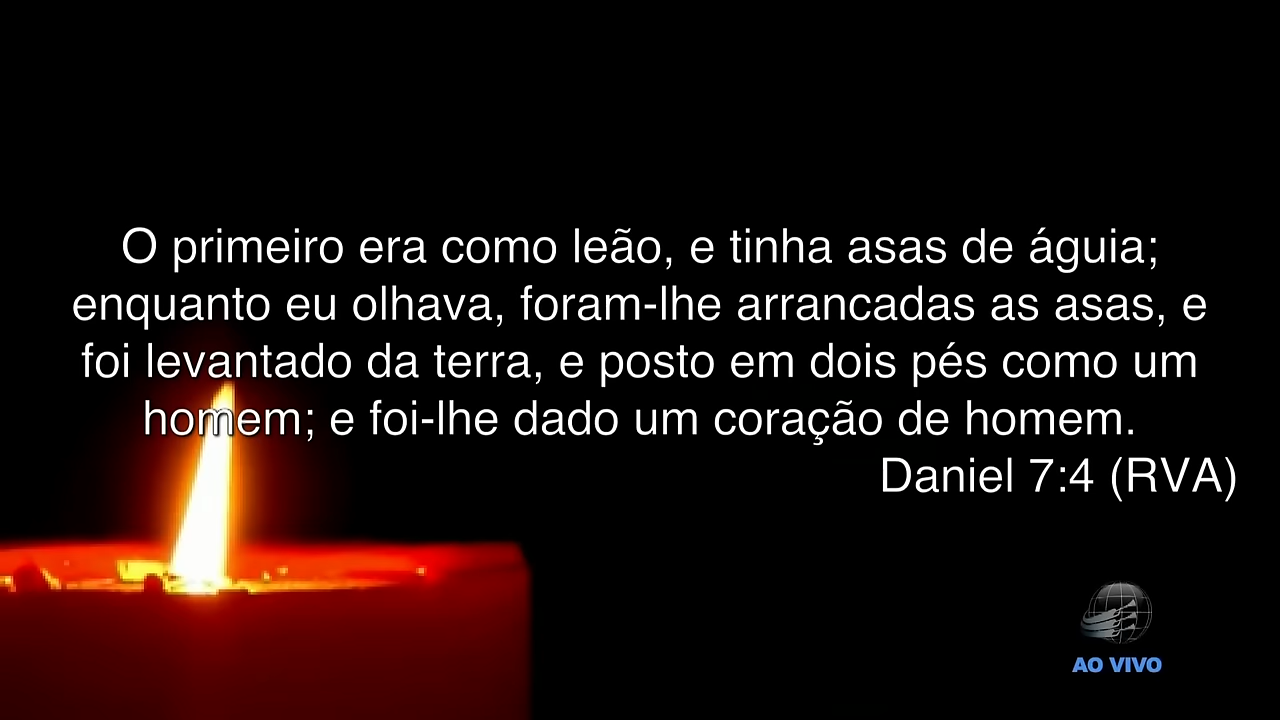 O primeiro era como leão, e tinha asas de águia;
enquanto eu olhava, foram-lhe arrancadas as asas, e
foi levantado da terra, e posto em dois pés como um
homem; e foi-lhe dado um coração de homem.
Daniel 7:4 (RVA)
AO VIVO